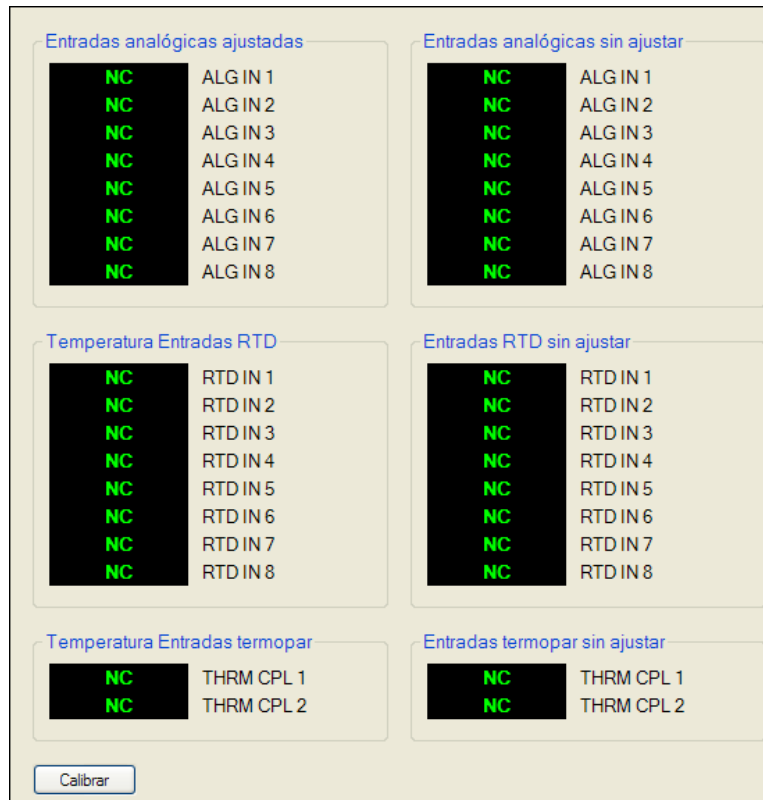 Entradas analógicas ajustadas
NC ALG IN 1
NC ALG IN 2
NC ALG IN 3
NC ALG IN 4
NC ALG IN 5
NC ALG IN 6
NC ALG IN 7
NC ALG IN 8
Entradas analógicas sin ajustar
NC ALG IN 1
NC ALG IN 2
NC ALG IN 3
NC ALG IN 4
NC ALG IN 5
NC ALG IN 6
NC ALG IN 7
NC ALG IN 8
Temperatura Entradas RTD
NC RTD IN 1
NC RTD IN 2
NC RTD IN 3
NC RTD IN 4
NC RTD IN 5
NC RTD IN 6
NC RTD IN 7
NC RTD IN 8
Entradas RTD sin ajustar
NC RTD IN 1
NC RTD IN 2
NC RTD IN 3
NC RTD IN 4
NC RTD IN 5
NC RTD IN 6
NC RTD IN 7
NC RTD IN 8
Temperatura Entradas termopar
NC THRM CPL 1
NC THRM CPL 2
Entradas termopar sin ajustar
NC THRM CPL 1
NC THRM CPL 2
Calibrar